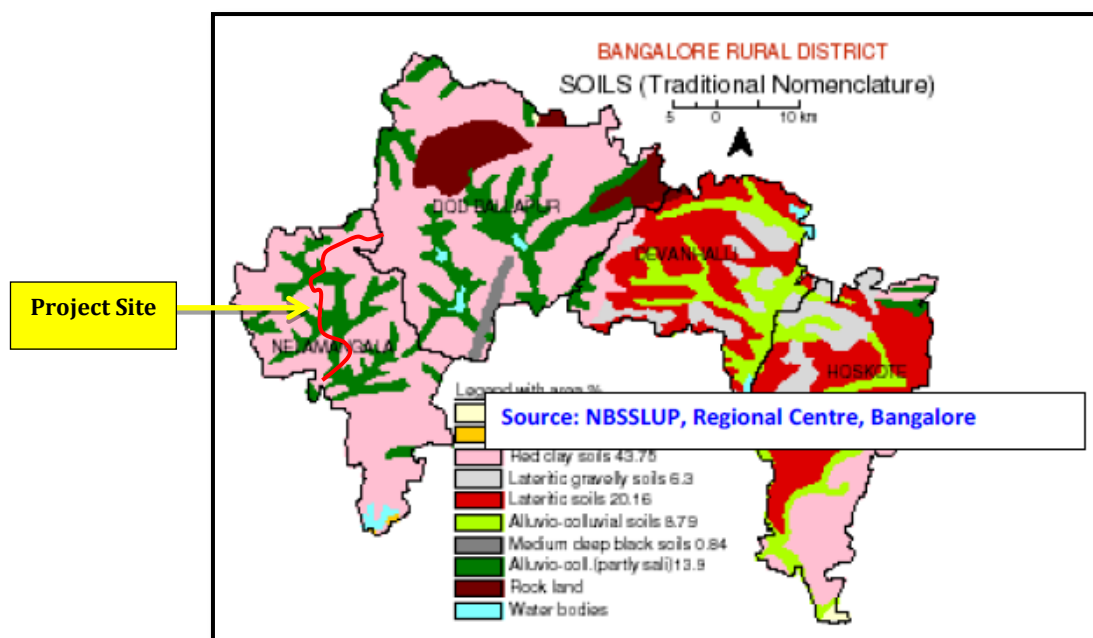 BANGALORE RURAL DISTRICT
SOILS (Traditional Nomenclature)
5 0 10 km
DOD BALLAPUR
DEVANHALLI
Project Site
NELAMANGALA
HOSKOTE
Legend with area %
Source: NBSSLUP, Regional Centre, Bangalore
Red clay soils 43.75
Lateritic gravelly soils 6.3
Lateritic soils 20.16
Alluvio-colluvial soils 8.79
Medium deep black soils 0.84
Alluvio-coll.(partly sali)13.9
Rock land
Water bodies